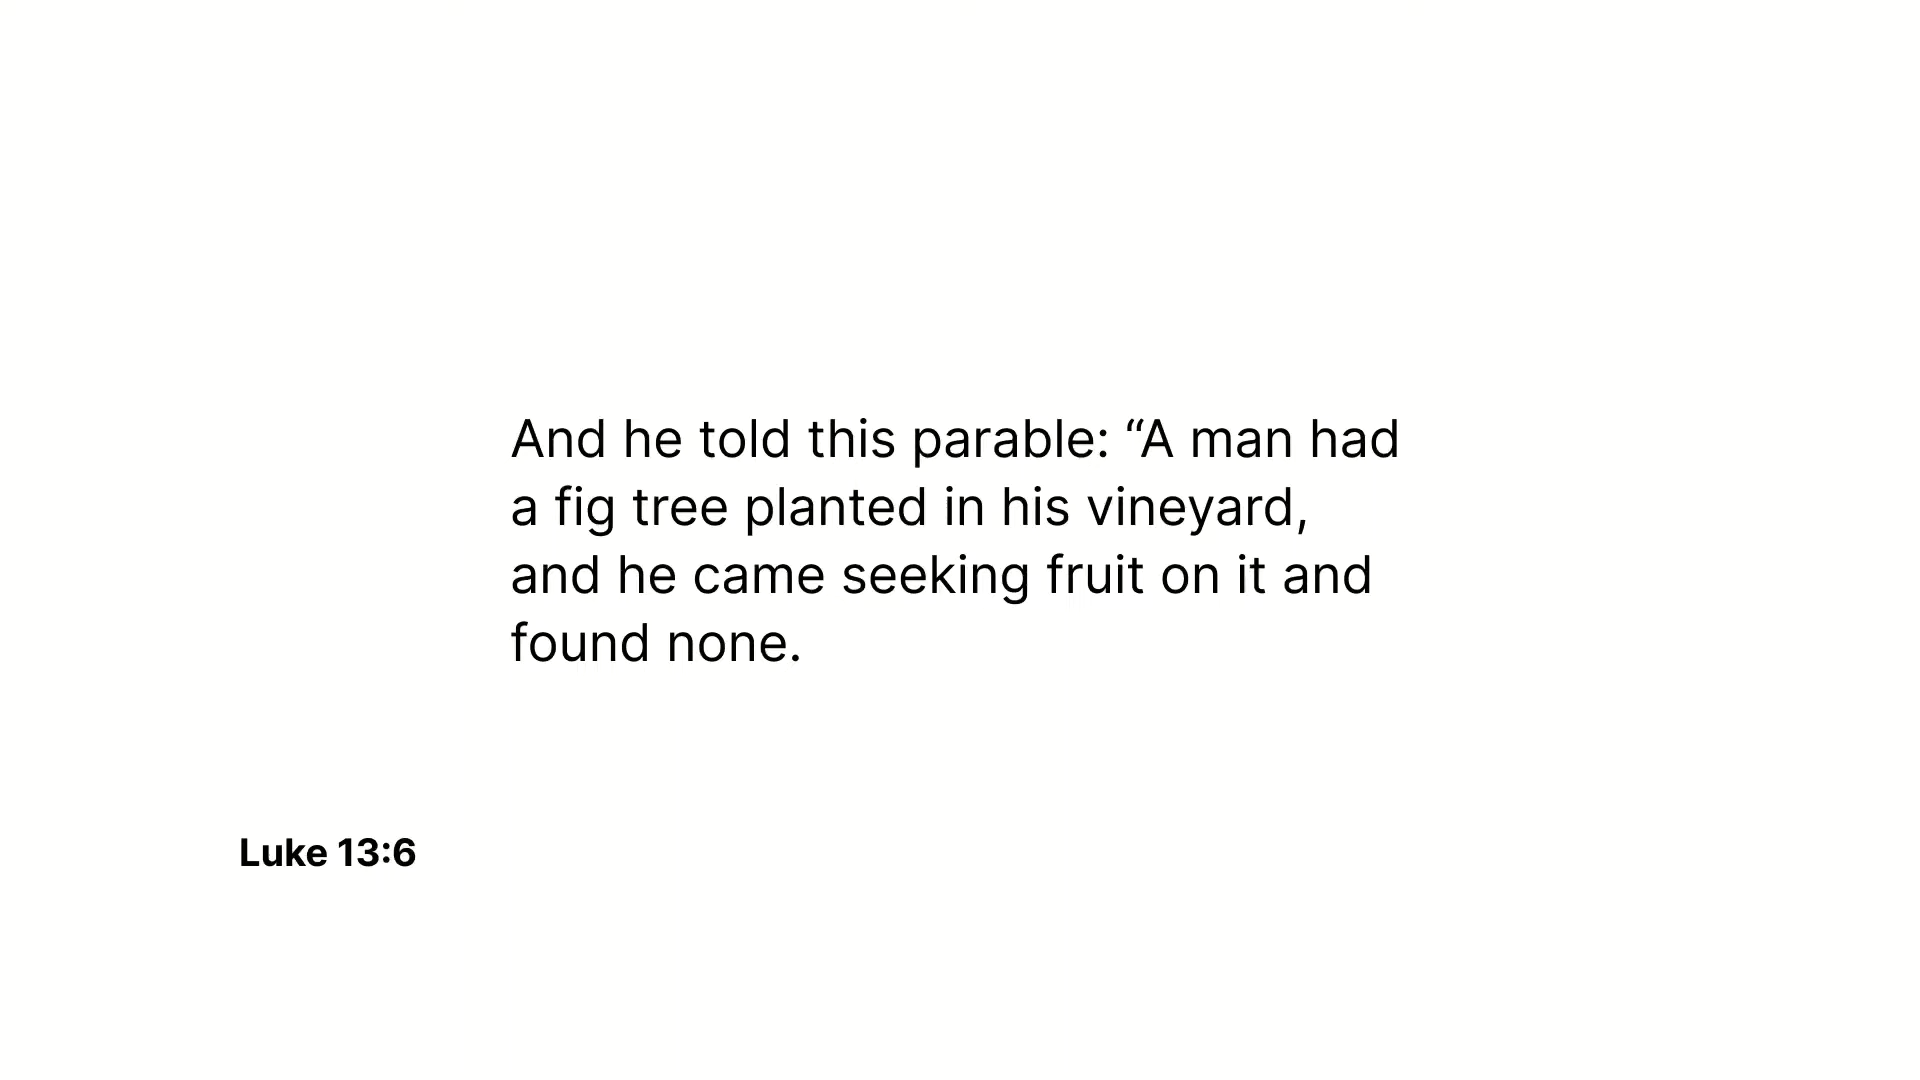 And he told this parable: “A man had
a fig tree planted in his vineyard,
and he came seeking fruit on it and
found none.
Luke 13:6